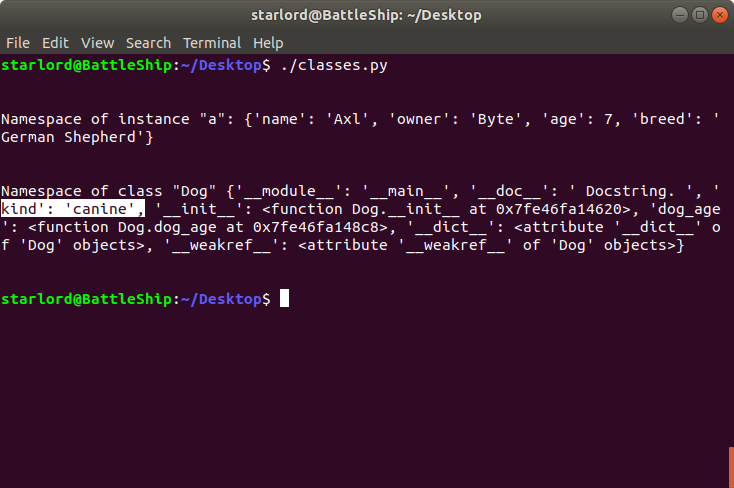 starlord@BattleShip: ~/Desktop
File Edit View Search Terminal Help
starlord@BattleShip:~/Desktop$ ./classes.py
Namespace of instance "a": {'name': 'Axl', 'owner': 'Byte', 'age': 7, 'breed': '
German Shepherd'}
Namespace of class "Dog" {'__module__': '__main__', '__doc__': ' Docstring. ', '
kind': 'canine', '__init__': <function Dog.__init__ at 0x7fe46fa14620>, 'dog_age
': <function Dog.dog_age at 0x7fe46fa148c8>, '__dict__': <attribute '__dict__' o
f 'Dog' objects>, '__weakref__': <attribute '__weakref__' of 'Dog' objects>}
starlord@BattleShip:~/Desktop$